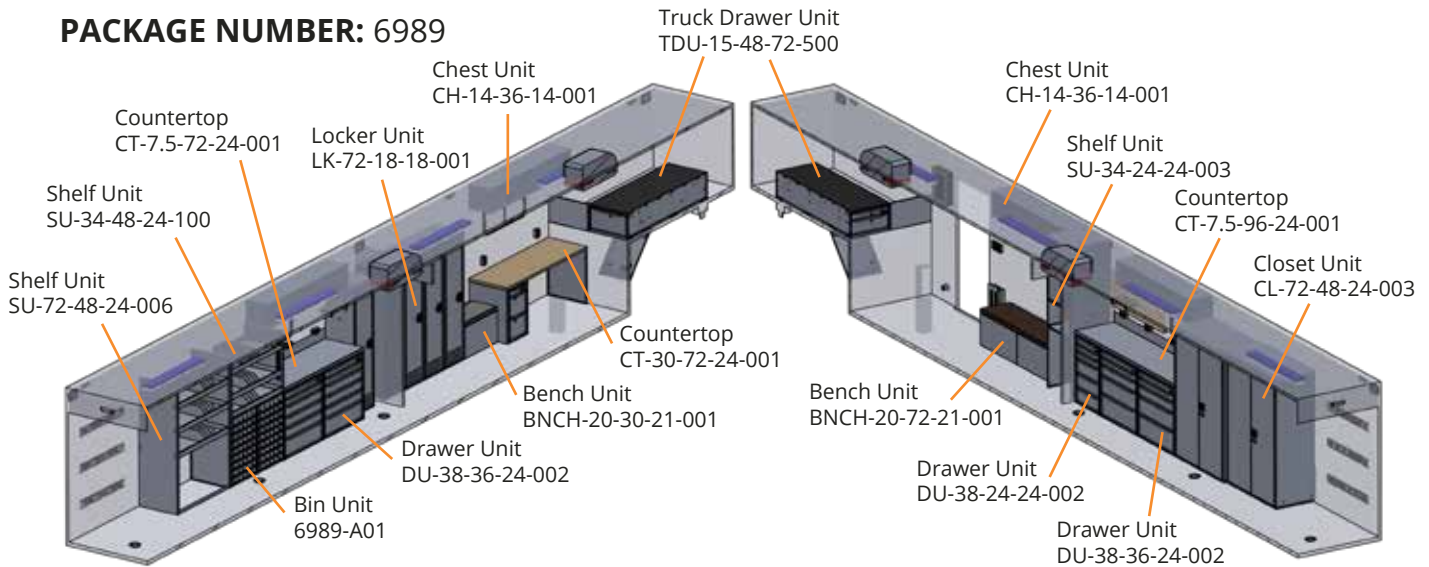 PACKAGE NUMBER: 6989
Truck Drawer Unit
TDU-15-48-72-500
Chest Unit
CH-14-36-14-001
Countertop
CT-7.5-72-24-001
Locker Unit
LK-72-18-18-001
Shelf Unit
SU-34-48-24-100
Shelf Unit
SU-72-48-24-006
Countertop
CT-30-72-24-001
Bench Unit
BNCH-20-30-21-001
Drawer Unit
DU-38-36-24-002
Bin Unit
6989-A01
Chest Unit
CH-14-36-14-001
Shelf Unit
SU-34-24-24-003
Countertop
CT-7.5-96-24-001
Closet Unit
CL-72-48-24-003
Bench Unit
BNCH-20-72-21-001
Drawer Unit
DU-38-24-24-002
Drawer Unit
DU-38-36-24-002